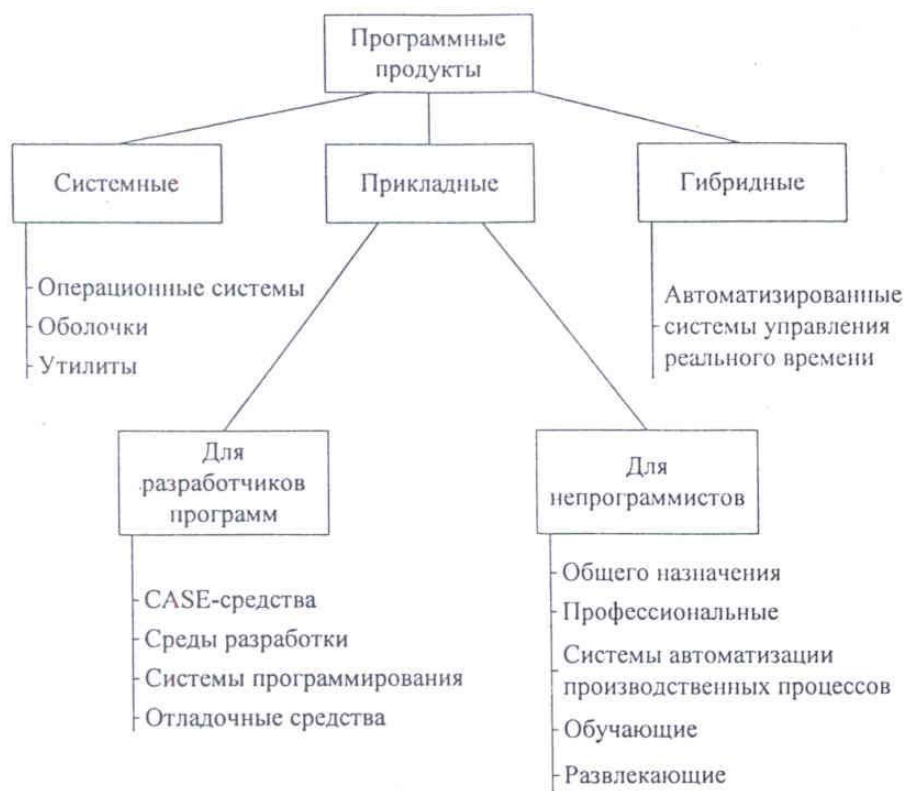 Программные
продукты
Системные
Прикладные
Гибридные
Операционные системы
Оболочки
Утилиты
Автоматизированные
системы управления
реального времени
Для
разработчиков
программ
Для
непрограммистов
CASE-средства
Среды разработки
Системы программирования
Отладочные средства
Общего назначения
Профессиональные
Системы автоматизации
производственных процессов
Обучающие
Развлекающие